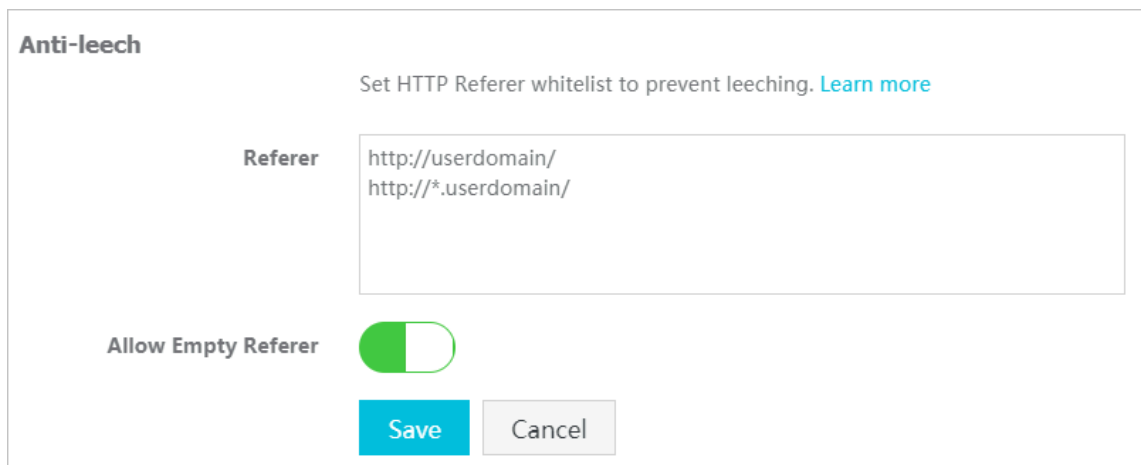 Anti-leech
Set HTTP Referer whitelist to prevent leeching. Learn more
Referer
http://userdomain/
http://*.userdomain/
Allow Empty Referer
Save
Cancel